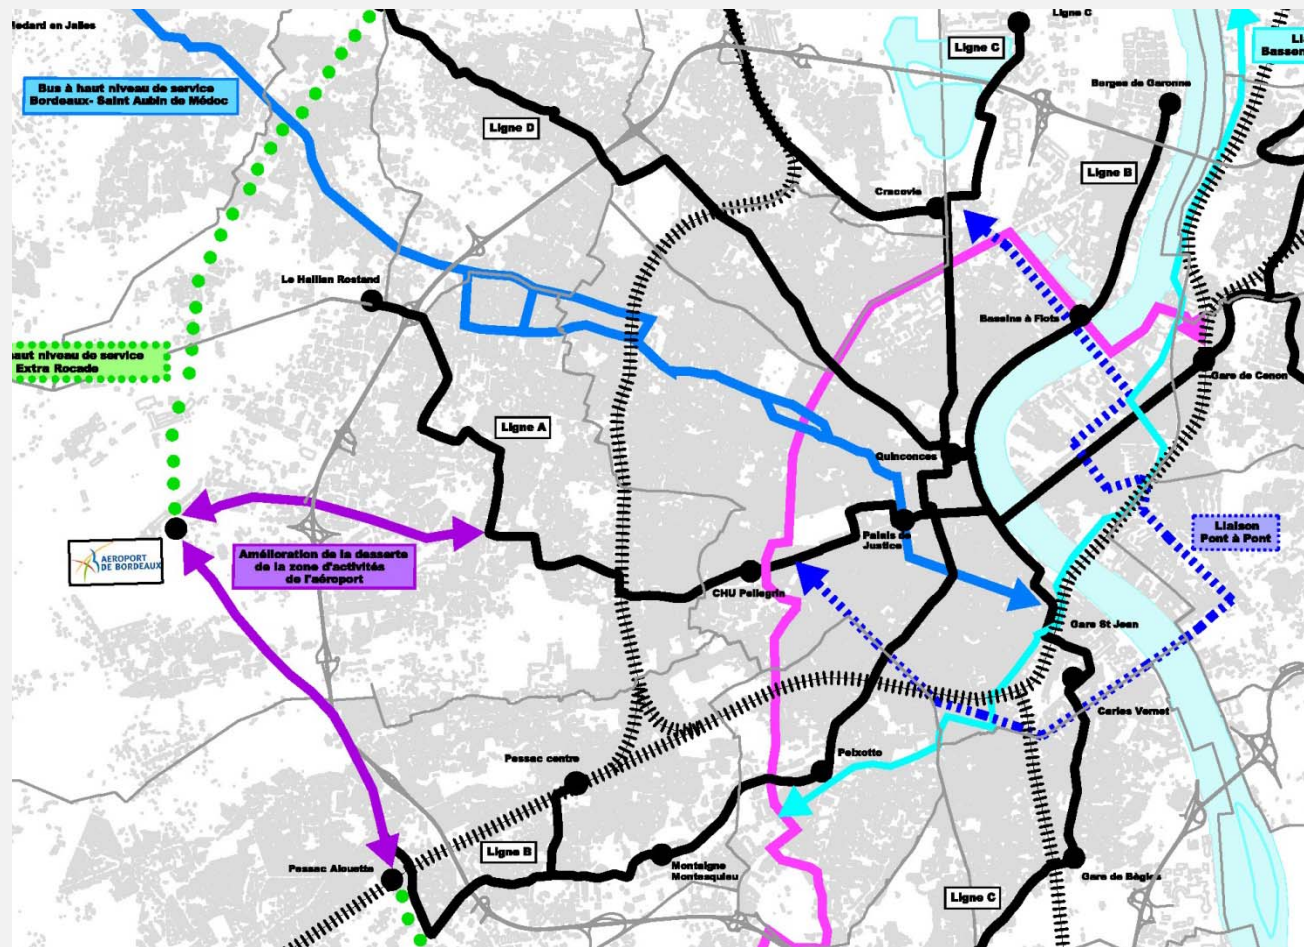 Medard en Jalles
Ligne C
Ligne C
Bus à haut niveau de service
Bordeaux- Saint Aubin de Médoc
Berges de Garonne
Ligne D
Ligne B
Cracovie
Le Haillan Rostand
Bassins à Flots
haut niveau de service
Extra Rocade
Gare de Cenon
Ligne A
Quinconces
Palais de
Justice
Liaison
Pont à Pont
AEROPORT
DE BORDEAUX
Amélioration de la desserte
de la zone d'activités
de l'aéroport
CHU Pellegrin
Gare St Jean
Carles Vernet
Pessac centre
Peixotto
Ligne B
Pessac Alouette
Montaigne
Montesquieu
Gare de Bègles
Ligne C